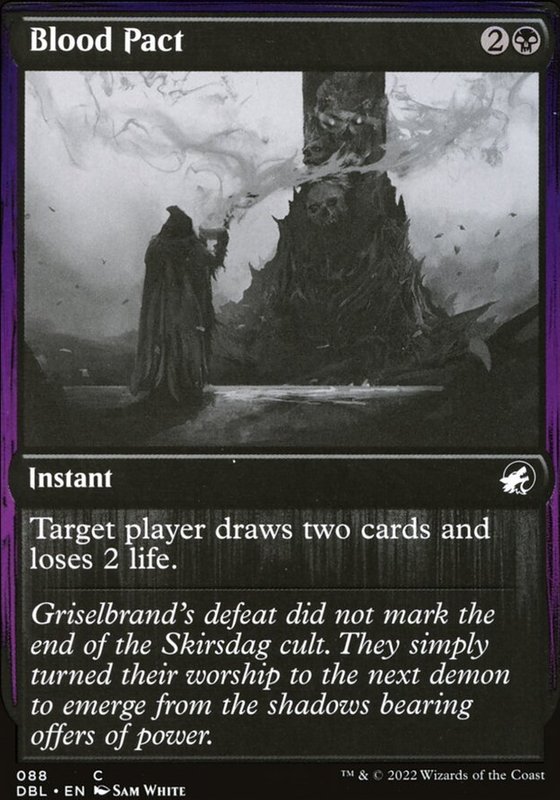 Blood Pact 2
Instant
Target player draws two cards and
loses 2 life.
Griselbrand's defeat did not mark the
end of the Skirsdag cult. They simply
turned their worship to the next demon
to emerge from the shadows bearing
offers of power.
088 C
DBL • EN Sam White
™ & © 2022 Wizards of the Coast